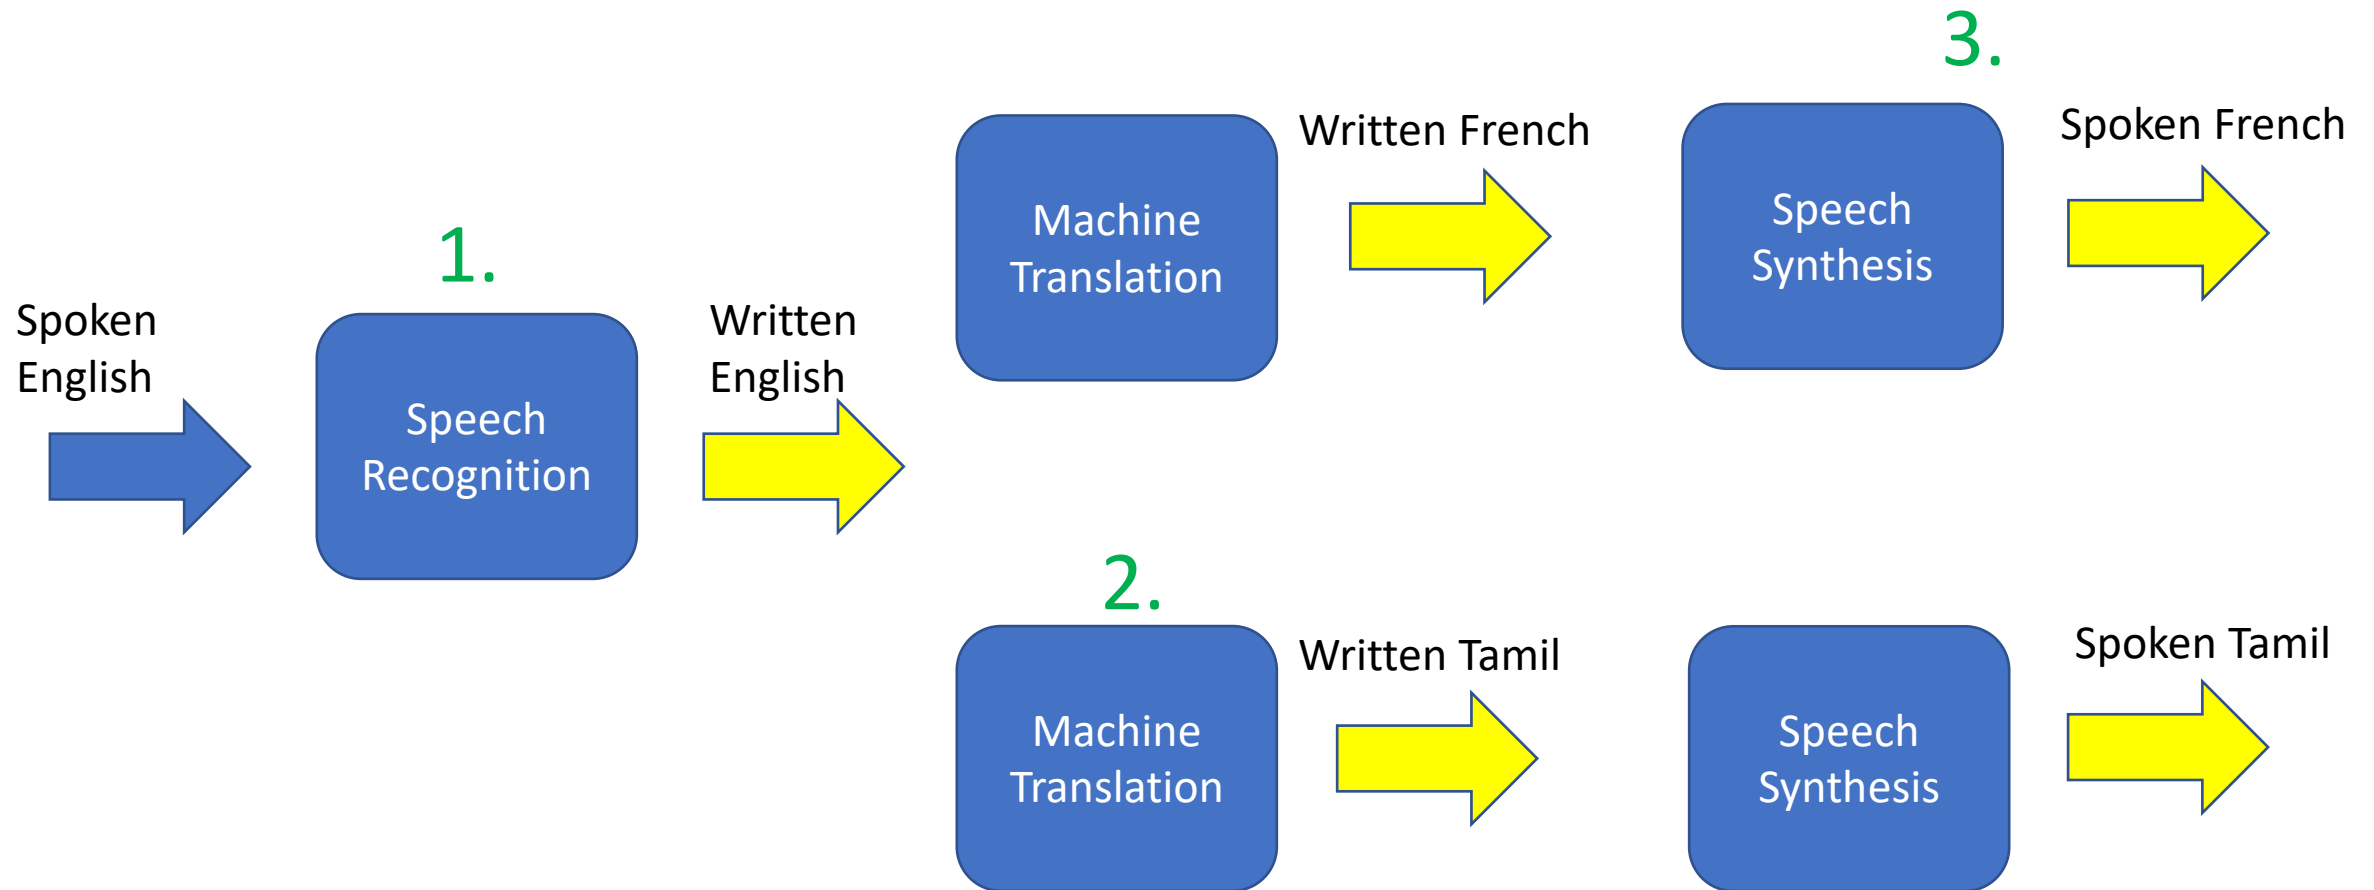 1.
Spoken
English
Speech
Recognition
Written
English
Machine
Translation
Written French
3.
Speech
Synthesis
Spoken French
2.
Machine
Translation
Written Tamil
Speech
Synthesis
Spoken Tamil